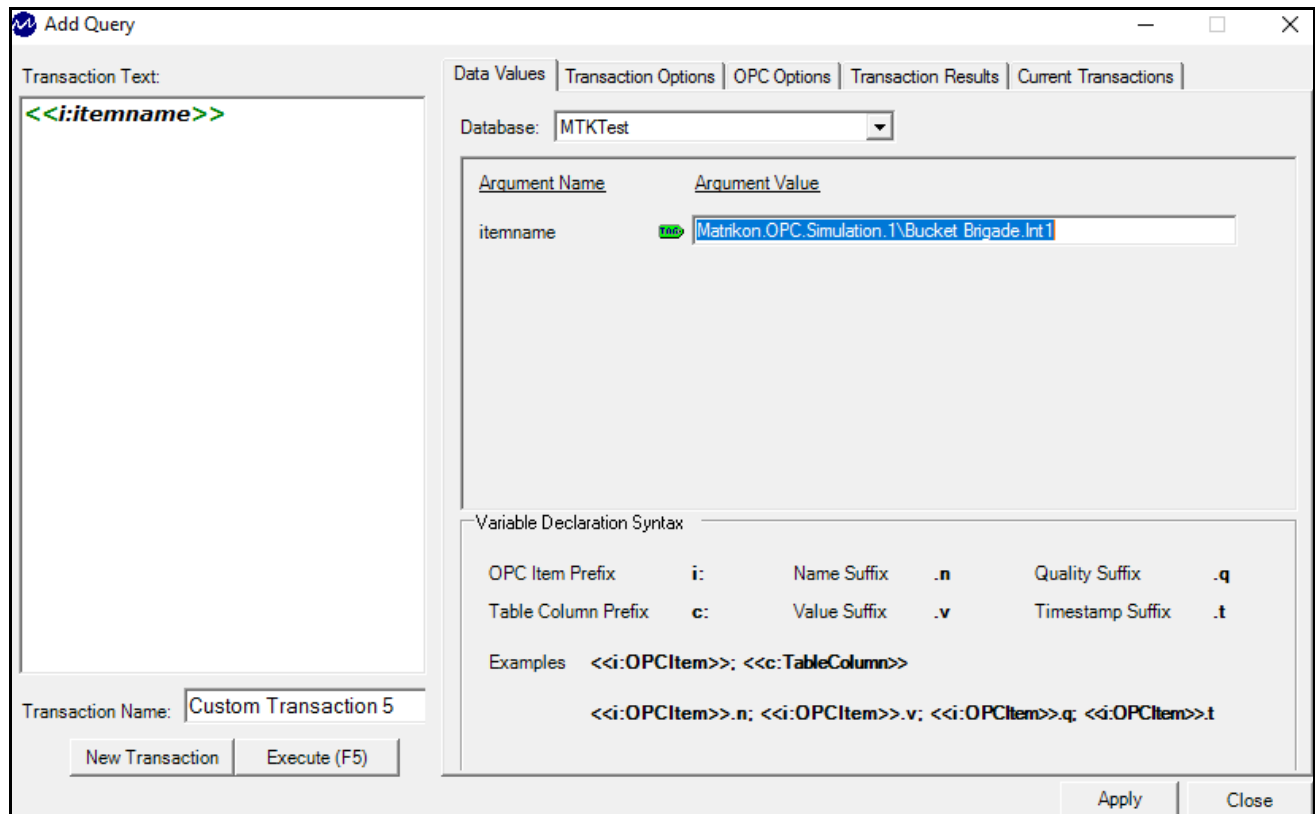 Add Query
Transaction Text:
<<i:itemname>>
Transaction Name: Custom Transaction 5
New Transaction Execute (F5)
Data Values Transaction Options OPC Options Transaction Results Current Transactions
Database: MTKTest
Argument Name Argument Value
itemname TAG Matrikon.OPC.Simulation.1\Bucket Brigade.Int1
Variable Declaration Syntax
OPC Item Prefix i: Name Suffix .n Quality Suffix .q
Table Column Prefix c: Value Suffix .v Timestamp Suffix .t
Examples <<i:OPCItem>>; <<c:TableColumn>>
<<i:OPCItem>>.n; <<i:OPCItem>>.v; <<i:OPCItem>>.q; <<i:OPCItem>>.t
Apply Close